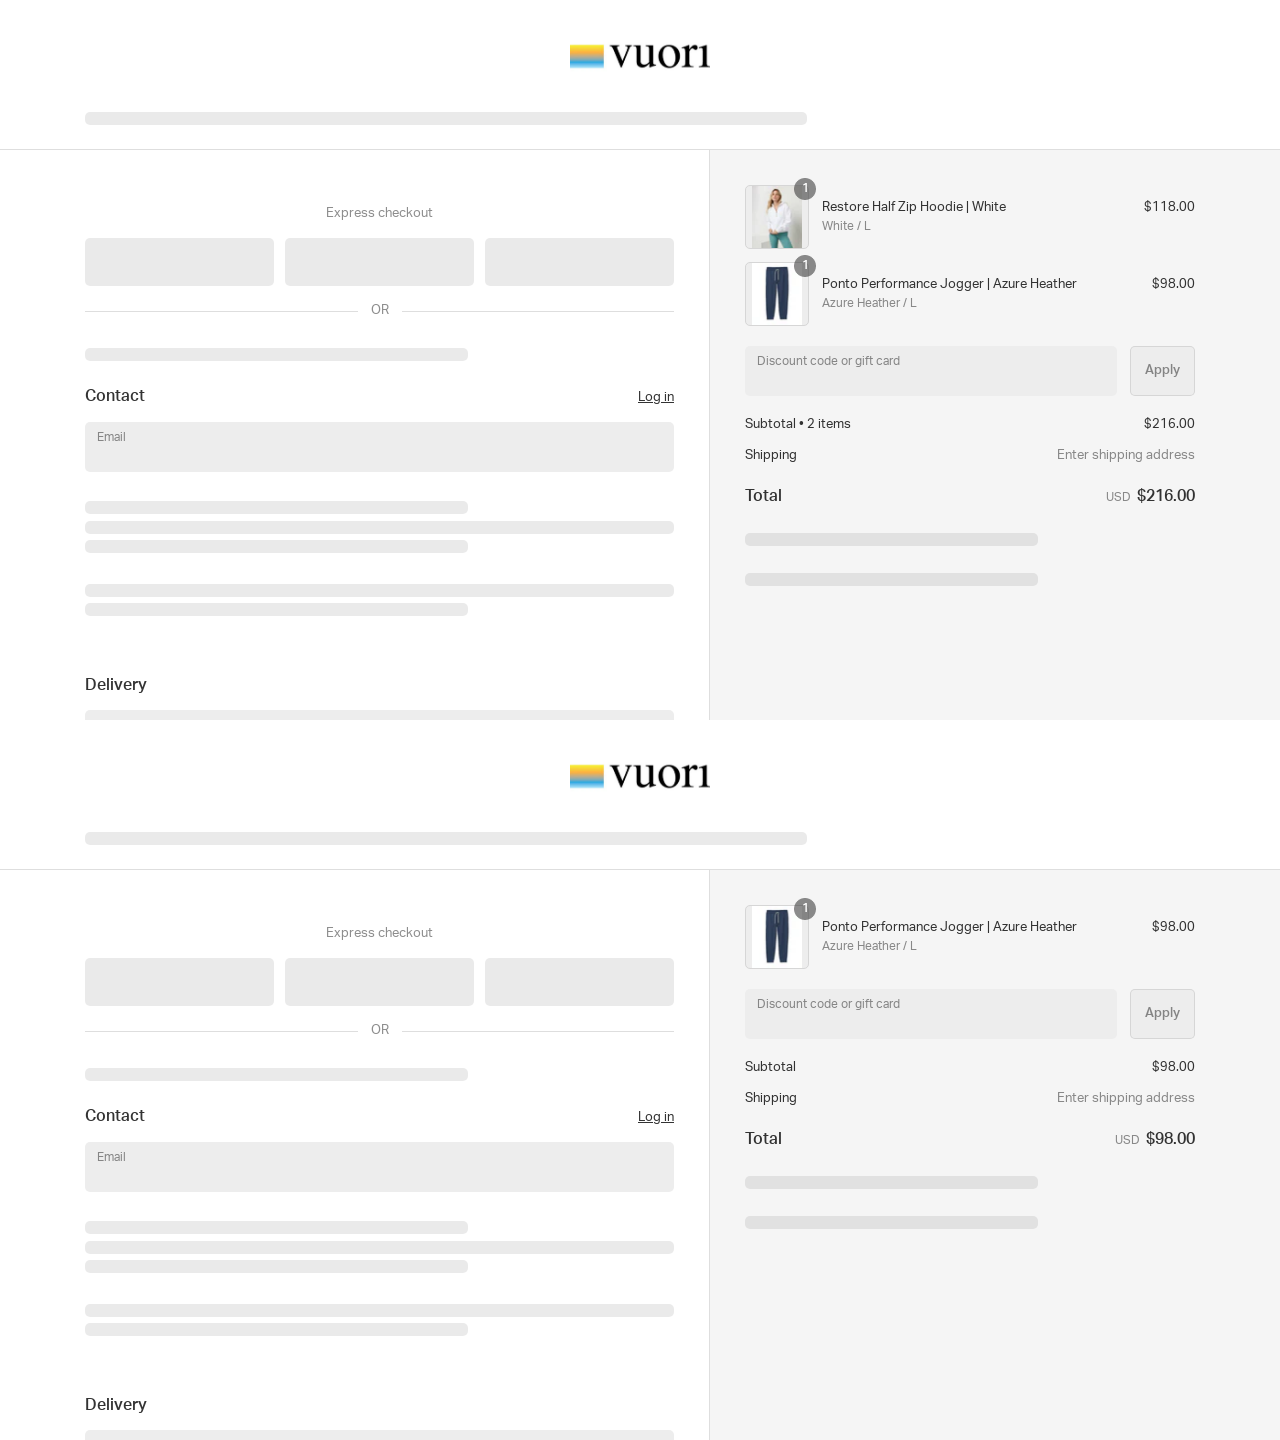 vuori
Express checkout
OR
Contact
Log in
Email
Delivery
1
Restore Half Zip Hoodie | White
$118.00
White / L
1
Ponto Performance Jogger | Azure Heather
$98.00
Azure Heather / L
Discount code or gift card
Apply
Subtotal • 2 items
$216.00
Shipping
Enter shipping address
Total
USD $216.00
vuori
Express checkout
OR
Contact
Log in
Email
Delivery
1
Ponto Performance Jogger | Azure Heather
$98.00
Azure Heather / L
Discount code or gift card
Apply
Subtotal
$98.00
Shipping
Enter shipping address
Total
USD $98.00